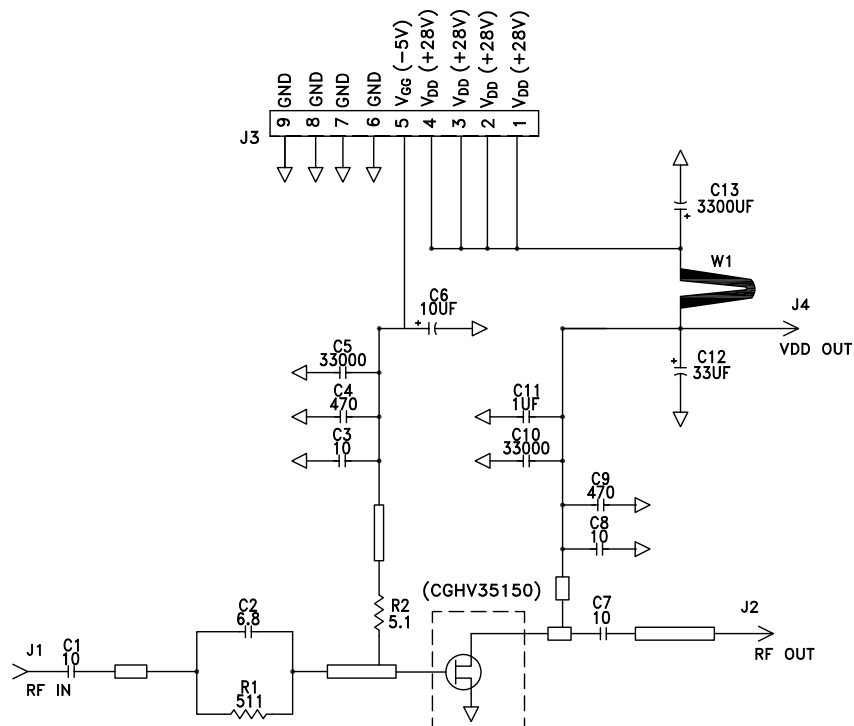 GND
GND
GND
GND
VGG (-5V)
VDD (+28V)
VDD (+28V)
VDD (+28V)
VDD (+28V)
J3
9
8
7
6
5
4
3
2
1
C13
3300UF
W1
C6
10UF
J4
VDD OUT
C5
33000
C12
33UF
C4
470
C11
1UF
C3
10
C10
33000
C9
470
C8
10
(CGHV35150)
R2
5.1
C2
6.8
C7
10
J2
RF OUT
J1
C1
10
RF IN
R1
511